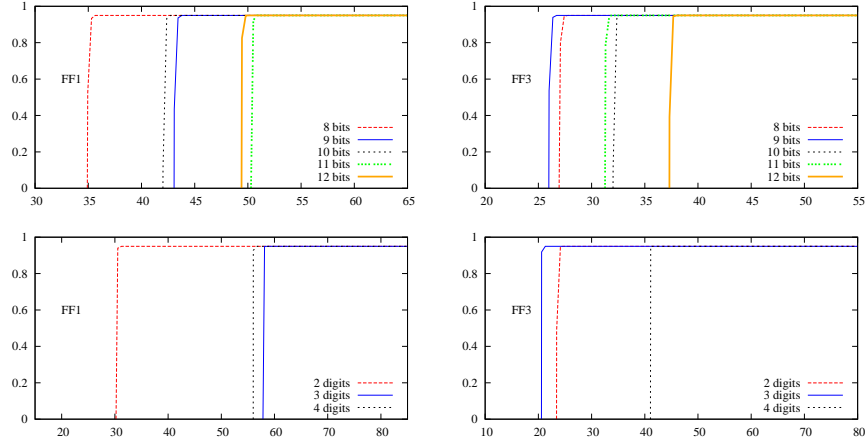 1
0.8
0.6
0.4
0.2
0
FF1
8 bits
9 bits
10 bits
11 bits
12 bits
30 35 40 45 50 55 60 65
1
0.8
0.6
0.4
0.2
0
FF3
8 bits
9 bits
10 bits
11 bits
12 bits
20 25 30 35 40 45 50 55
1
0.8
0.6
0.4
0.2
0
FF1
2 digits
3 digits
4 digits
20 30 40 50 60 70 80
1
0.8
0.6
0.4
0.2
0
FF3
2 digits
3 digits
4 digits
10 20 30 40 50 60 70 80